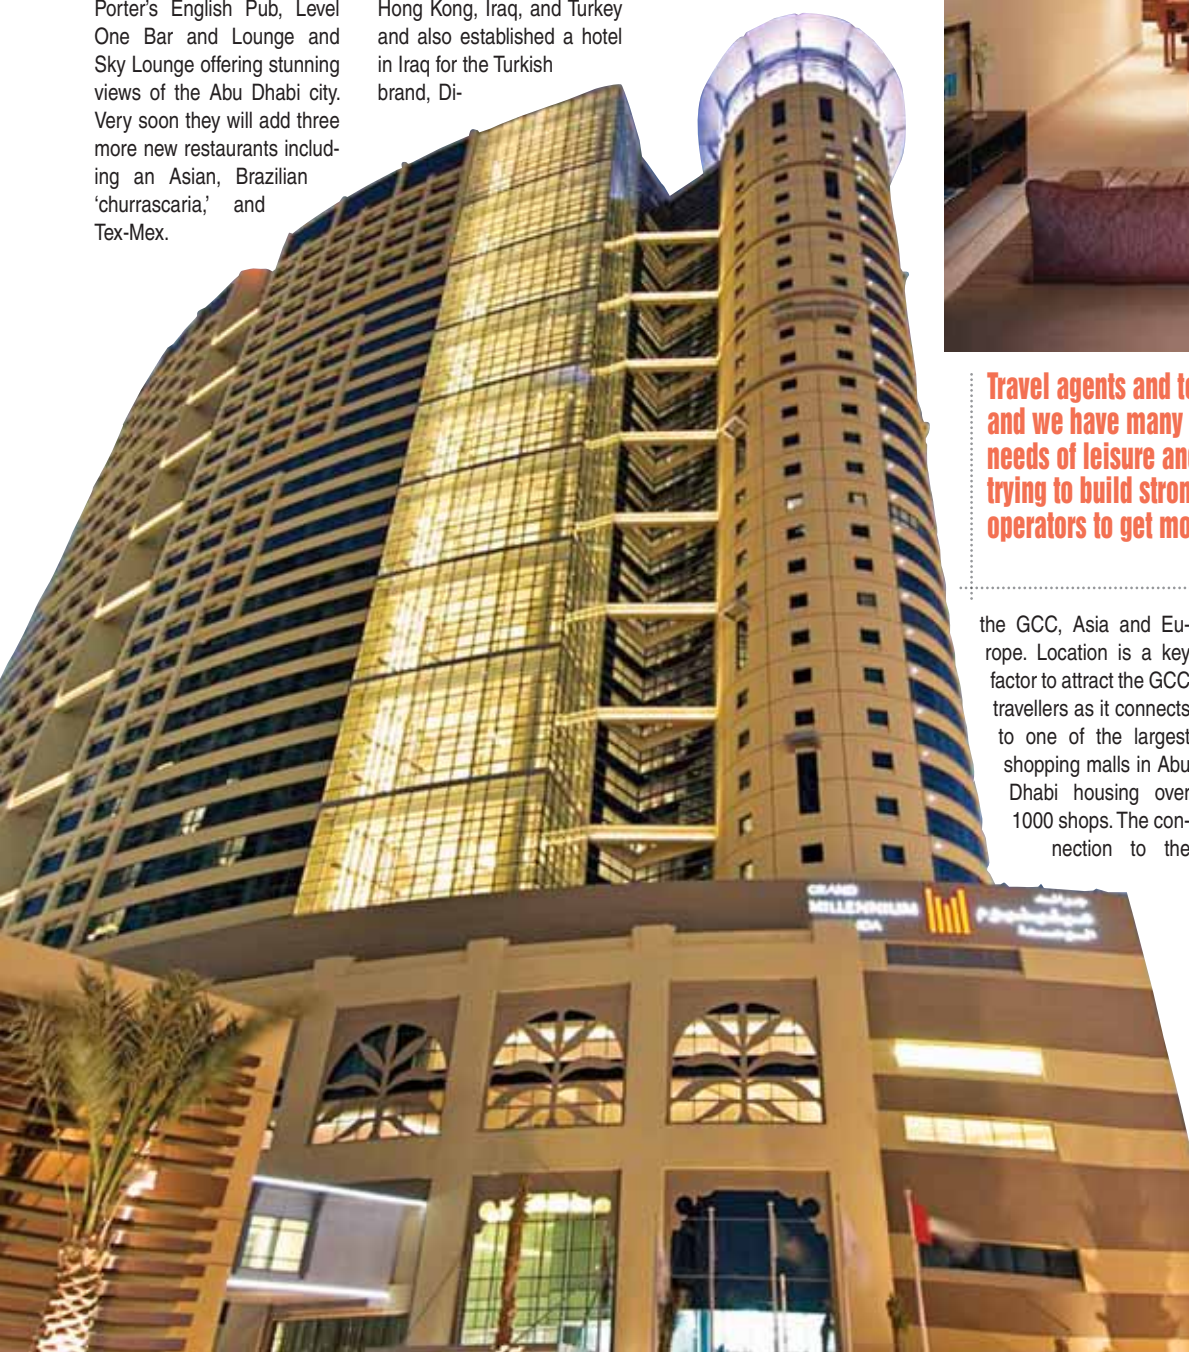 Porter's English Pub, Level
One Bar and Lounge and
Sky Lounge offering stunning
views of the Abu Dhabi city.
Very soon they will add three
more new restaurants includ-
ing an Asian, Brazilian
‘churrascaria,’ and
Tex-Mex.
Hong Kong, Iraq, and Turkey
and also established a hotel
in Iraq for the Turkish
brand, Di-
Travel agents and
and we have many
needs of leisure
trying to build
operators to get
the GCC, Asia and Eu-
rope. Location is a key
factor to attract the GCC
travellers as it connects
to one of the largest
shopping malls in Abu
Dhabi housing over
1000 shops. The con-
nection to the
GRAND
MILLENNIUM